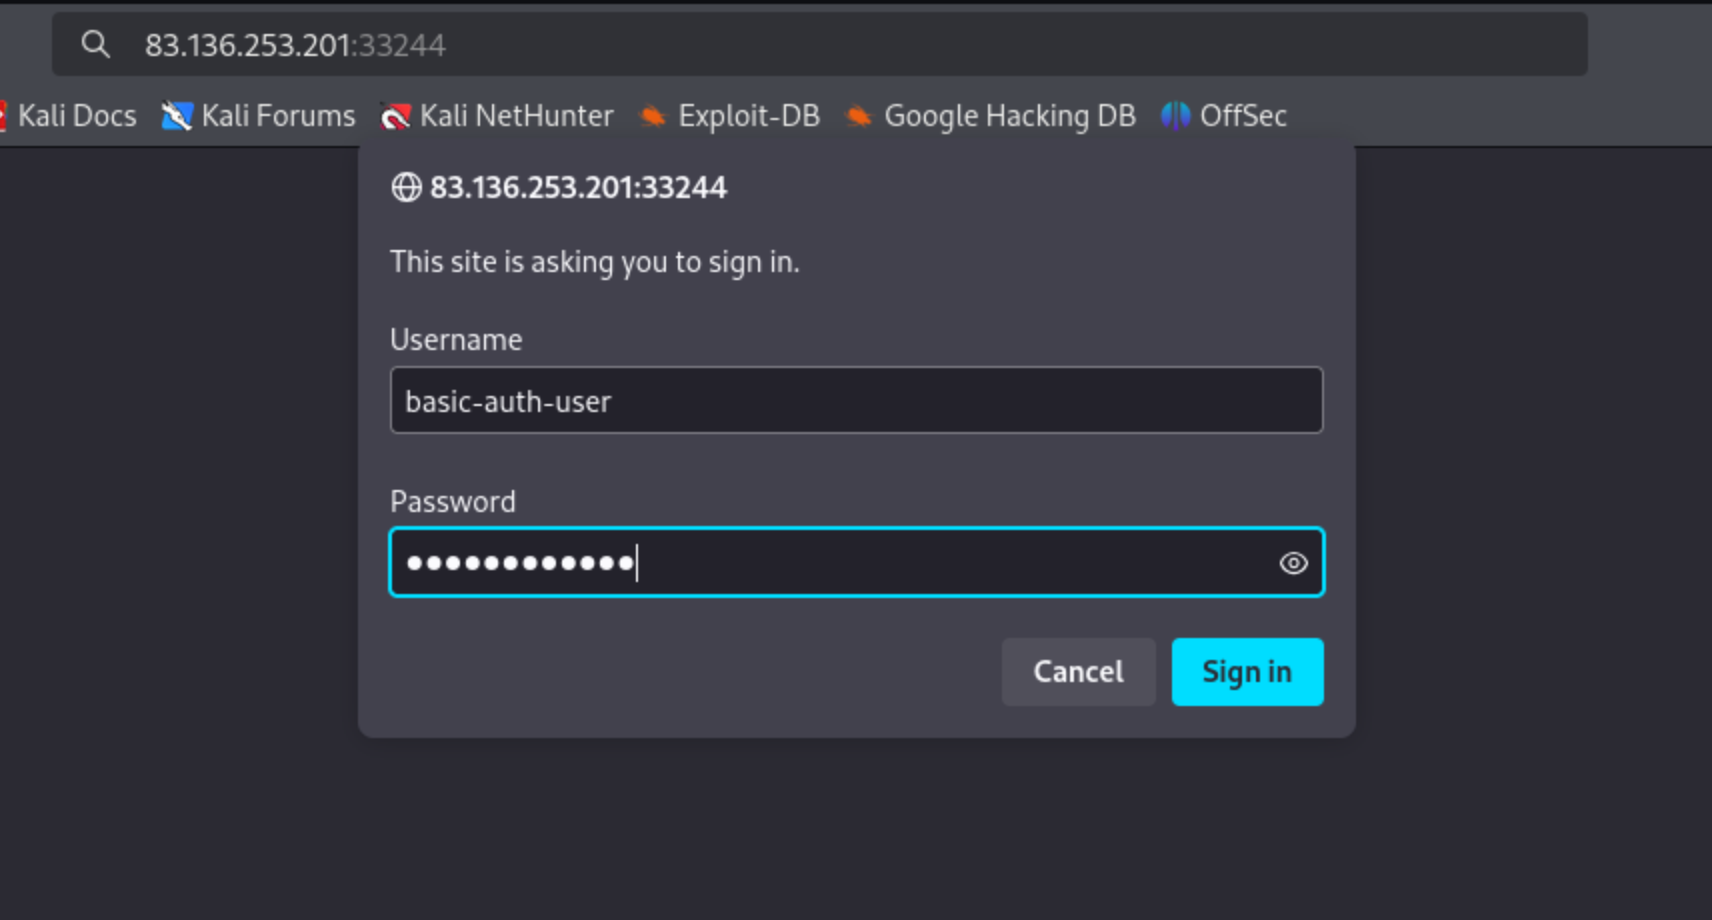 83.136.253.201:33244
Kali Docs Kali Forums Kali NetHunter Exploit-DB Google Hacking DB OffSec
83.136.253.201:33244
This site is asking you to sign in.
Username
basic-auth-user
Password
••••••••••••
Cancel Sign in